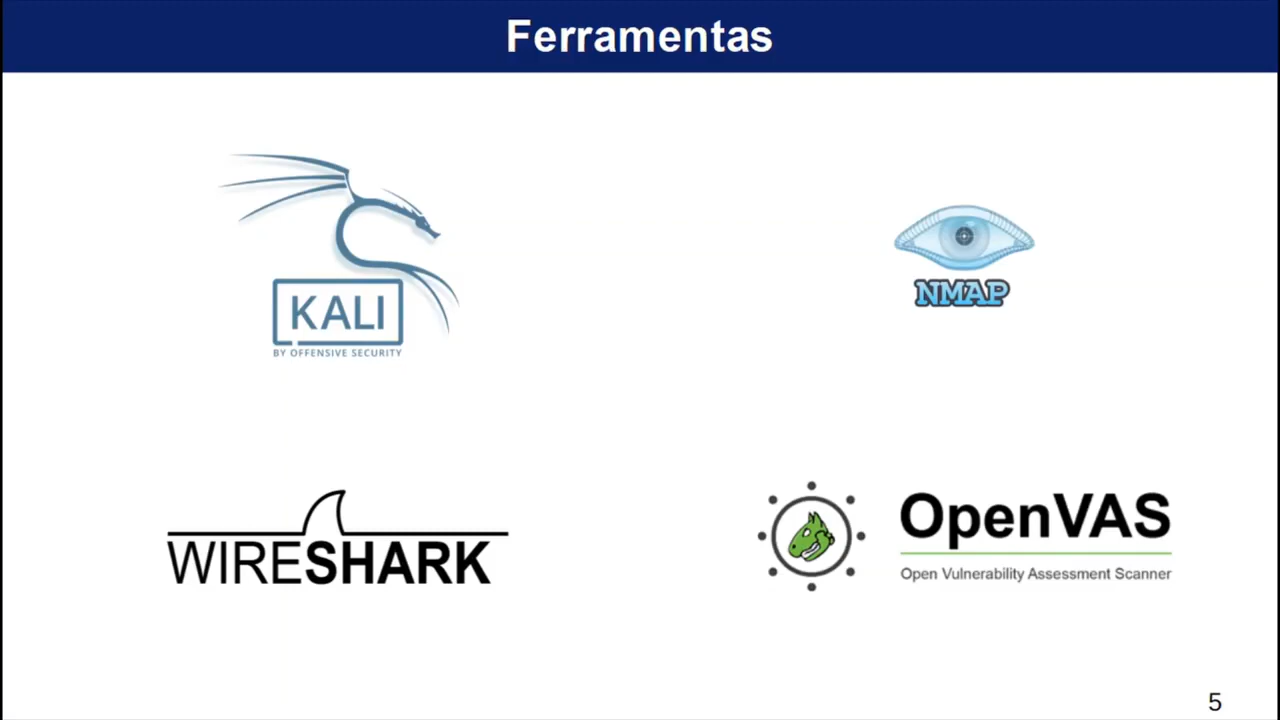 Ferramentas
KALI
BY OFFENSIVE SECURITY
NMAP
WIRESHARK
OpenVAS
Open Vulnerability Assessment Scanner
5